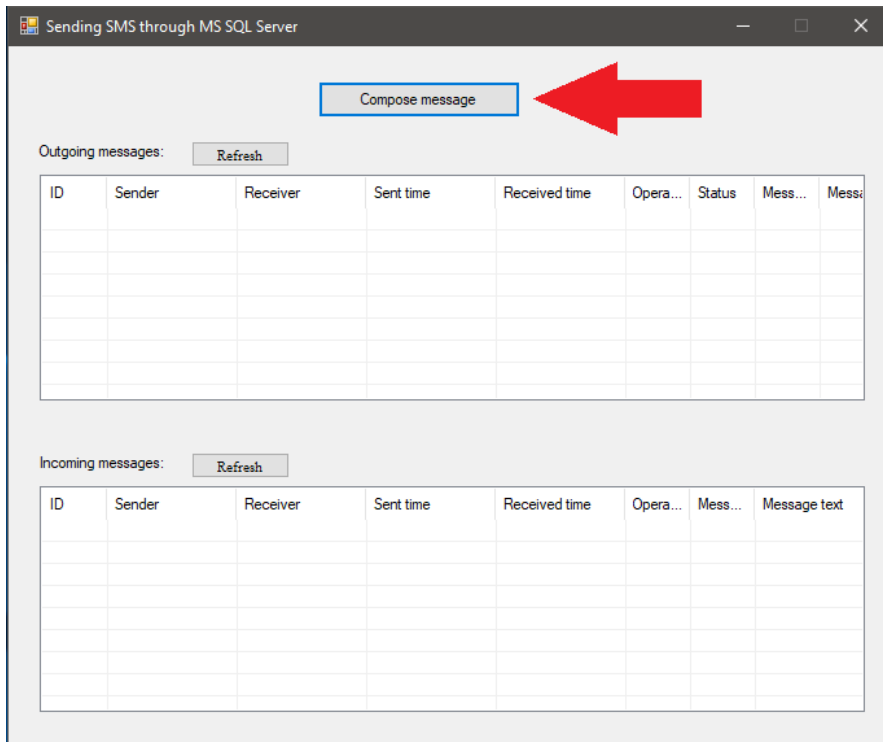 Sending SMS through MS SQL Server
Compose message
Outgoing messages: Refresh
ID Sender Receiver Sent time Received time Opera... Status Mess... Messa
Incoming messages: Refresh
ID Sender Receiver Sent time Received time Opera... Mess... Message text